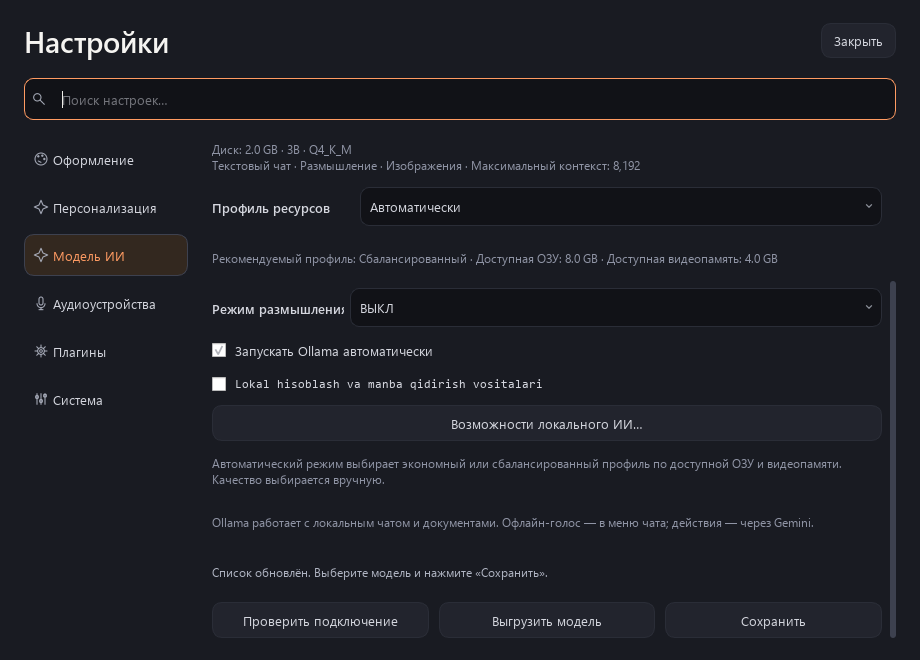 Настройки
Закрыть
Поиск настроек...
Оформление
Персонализация
Модель ИИ
Аудиоустройства
Плагины
Система
Диск: 2.0 GB · 3B · Q4_K_M
Текстовый чат · Размышление · Изображения · Максимальный контекст: 8,192
Профиль ресурсов
Автоматически
Рекомендуемый профиль: Сбалансированный · Доступная ОЗУ: 8.0 GB · Доступная видеопамять: 4.0 GB
Режим размышления
ВЫКЛ
Запускать Ollama автоматически
Lokal hisoblash va manba qidirish vositalari
Возможности локального ИИ...
Автоматический режим выбирает экономный или сбалансированный профиль по доступной ОЗУ и видеопамяти.
Качество выбирается вручную.
Ollama работает с локальным чатом и документами. Офлайн-голос — в меню чата; действия — через Gemini.
Список обновлён. Выберите модель и нажмите «Сохранить».
Проверить подключение
Выгрузить модель
Сохранить